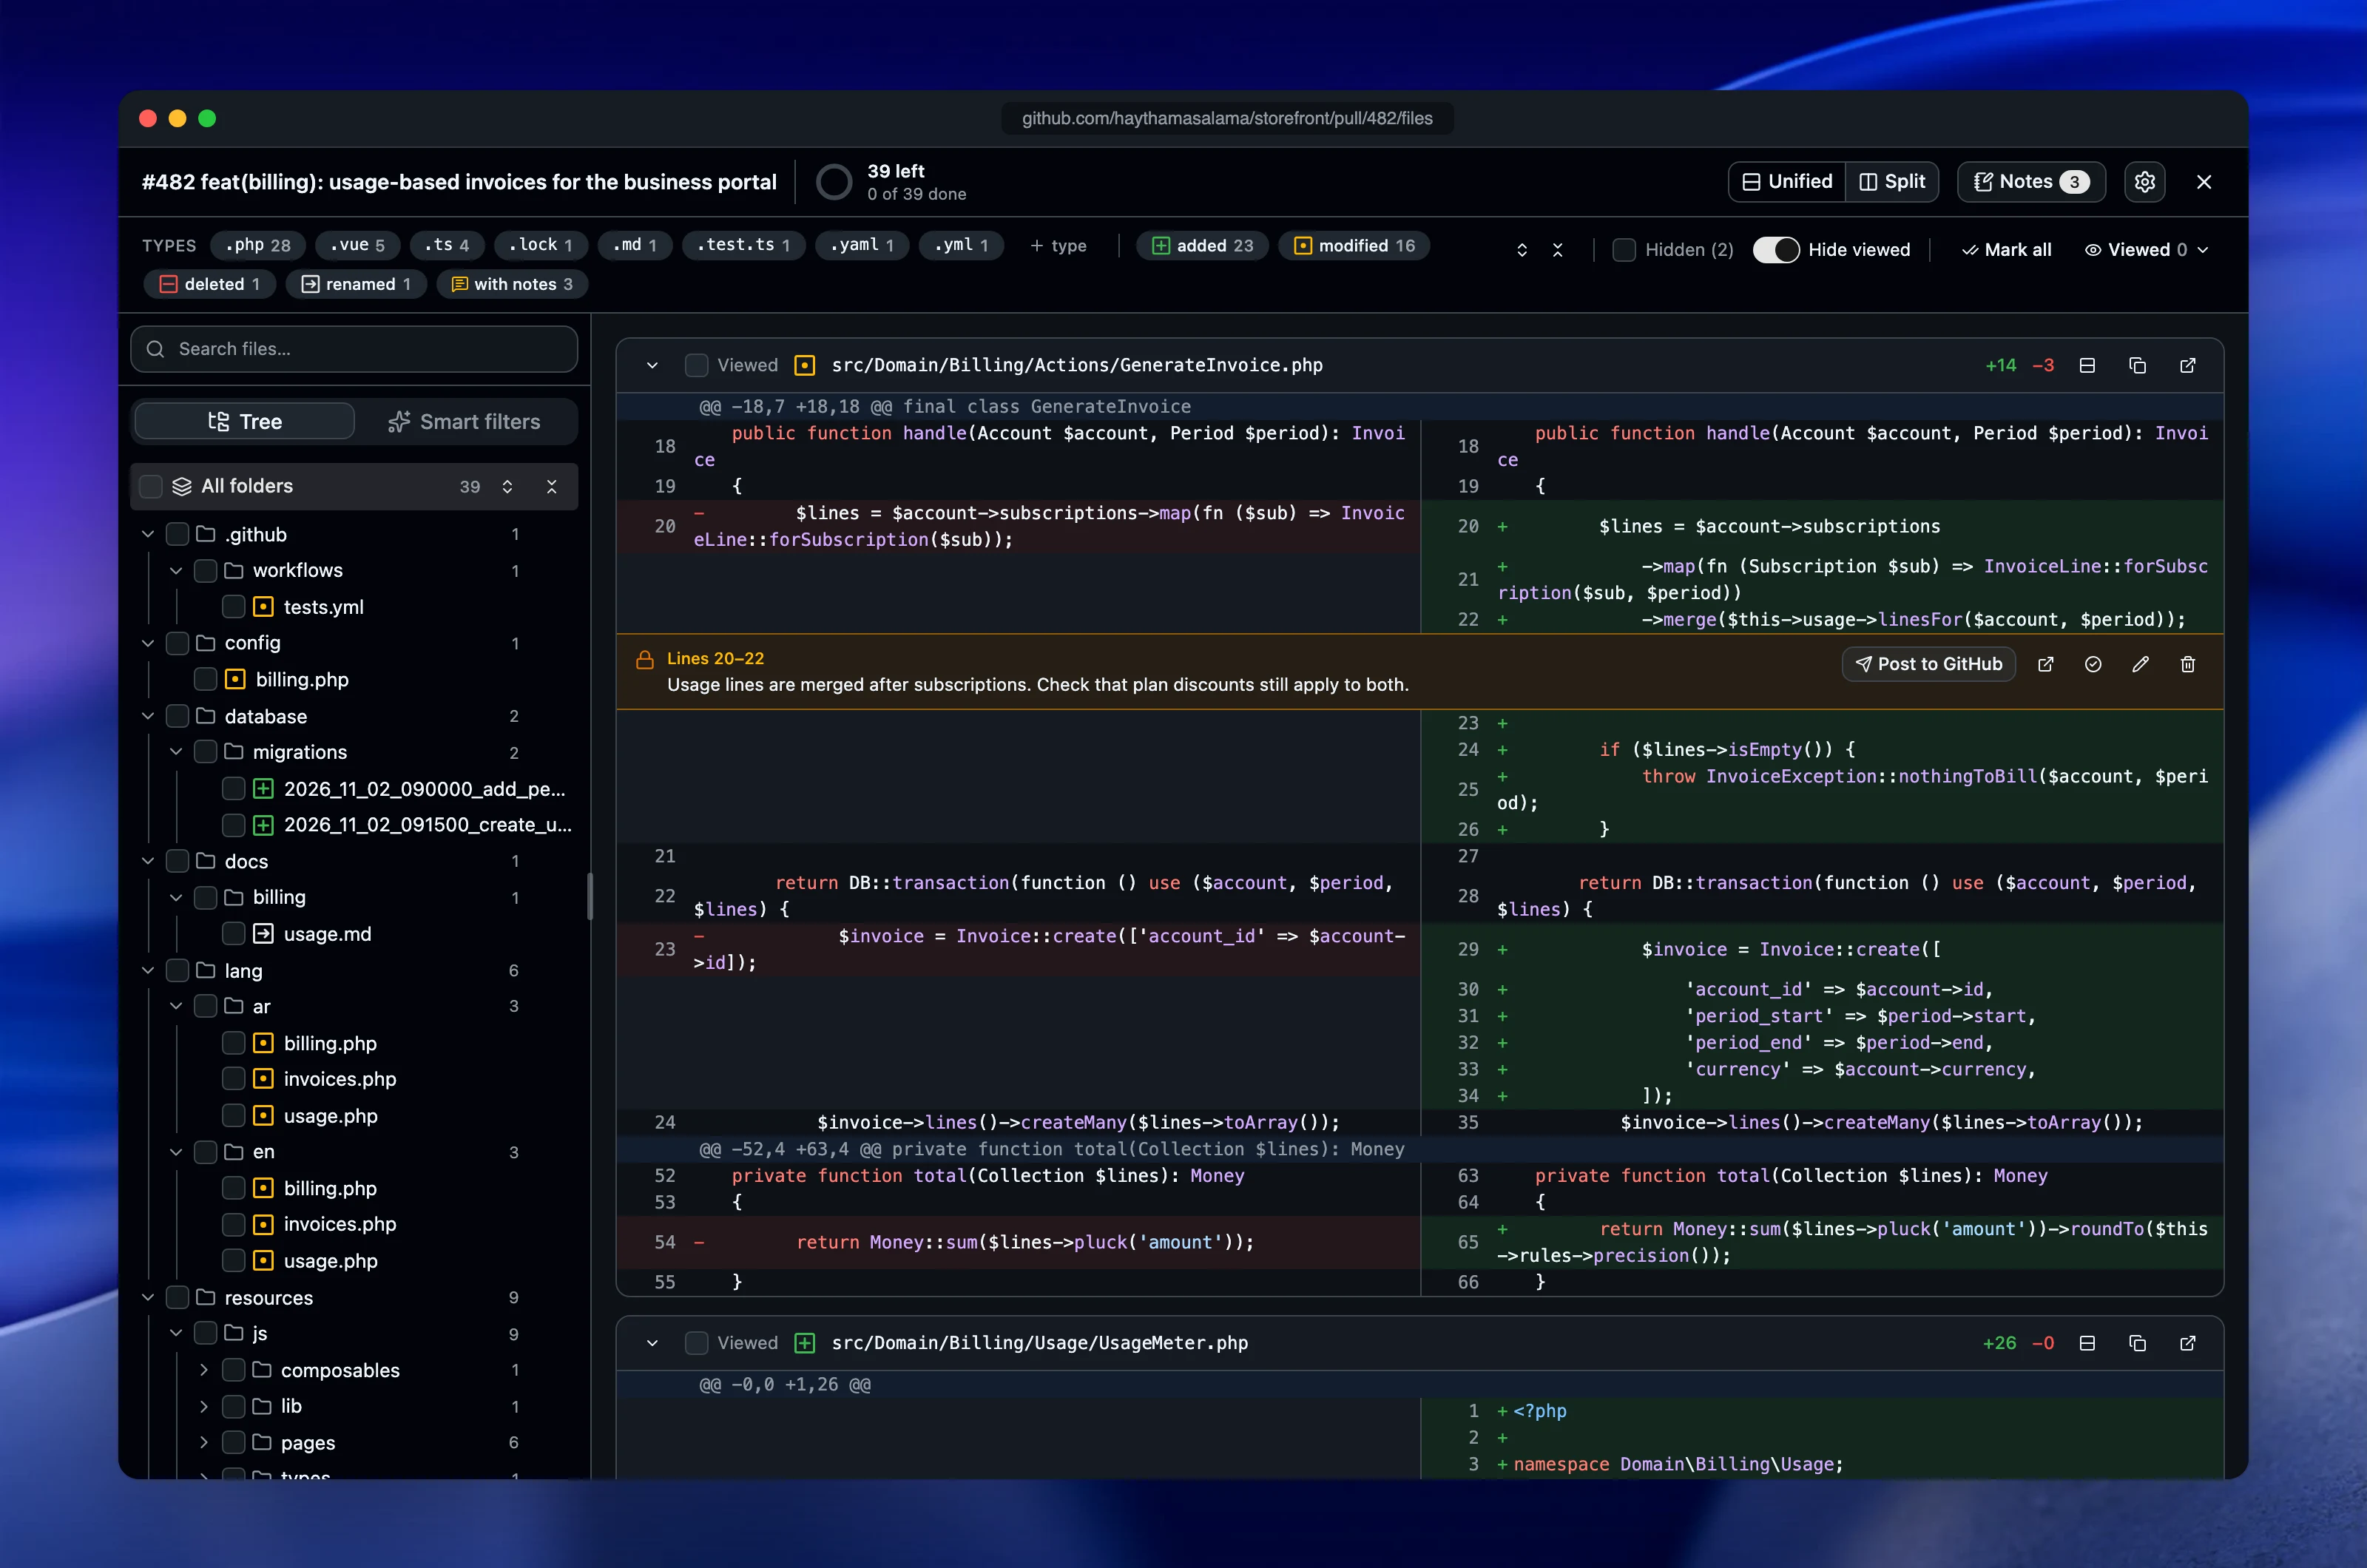 github.com/haythamasalama/storefront/pull/482/files
#482 feat(billing): usage-based invoices for the business portal
39 left
0 of 39 done
Unified
Split
Notes 3
TYPES
.php 28
.vue 5
.ts 4
.lock 1
.md 1
.test.ts 1
.yaml 1
.yml 1
+ type
added 23
modified 16
Hidden (2)
Hide viewed
Mark all
Viewed 0
deleted 1
renamed 1
with notes 3
Search files...
Tree
Smart filters
All folders 39
.github 1
workflows 1
tests.yml
config 1
billing.php
database 2
migrations 2
2026_11_02_090000_add_pe...
2026_11_02_091500_create_u...
docs 1
billing 1
usage.md
lang 6
ar 3
billing.php
invoices.php
usage.php
en 3
billing.php
invoices.php
usage.php
resources 9
js 9
composables 1
lib 1
pages 6
types 1
Viewed src/Domain/Billing/Actions/GenerateInvoice.php +14 −3
@@ −18,7 +18,18 @@ final class GenerateInvoice
18 public function handle(Account $account, Period $period): Invoi
ce
19 {
20 − $lines = $account->subscriptions->map(fn ($sub) => Invoic
eLine::forSubscription($sub));
18 public function handle(Account $account, Period $period): Invoi
ce
19 {
20 + $lines = $account->subscriptions
21 + ->map(fn (Subscription $sub) => InvoiceLine::forSubsc
ription($sub, $period))
22 + ->merge($this->usage->linesFor($account, $period));
Lines 20–22
Usage lines are merged after subscriptions. Check that plan discounts still apply to both.
Post to GitHub
23 +
24 + if ($lines->isEmpty()) {
25 + throw InvoiceException::nothingToBill($account, $peri
od);
26 + }
21
22 return DB::transaction(function () use ($account, $period,
$lines) {
23 − $invoice = Invoice::create(['account_id' => $account-
>id]);
24 $invoice->lines()->createMany($lines->toArray());
27
28 return DB::transaction(function () use ($account, $period,
$lines) {
29 + $invoice = Invoice::create([
30 + 'account_id' => $account->id,
31 + 'period_start' => $period->start,
32 + 'period_end' => $period->end,
33 + 'currency' => $account->currency,
34 + ]);
35 $invoice->lines()->createMany($lines->toArray());
@@ −52,4 +63,4 @@ private function total(Collection $lines): Money
52 private function total(Collection $lines): Money
53 {
54 − return Money::sum($lines->pluck('amount'));
55 }
63 private function total(Collection $lines): Money
64 {
65 + return Money::sum($lines->pluck('amount'))->roundTo($this
->rules->precision());
66 }
Viewed src/Domain/Billing/Usage/UsageMeter.php +26 −0
@@ −0,0 +1,26 @@
1 + <?php
2 +
3 + namespace Domain\Billing\Usage;